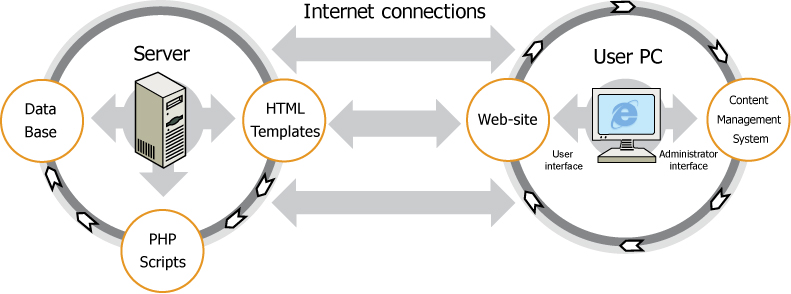 Internet connections
Server
User PC
Data
Base
HTML
Templates
PHP
Scripts
Web-site
Content
Management
System
User
interface
Administrator
interface